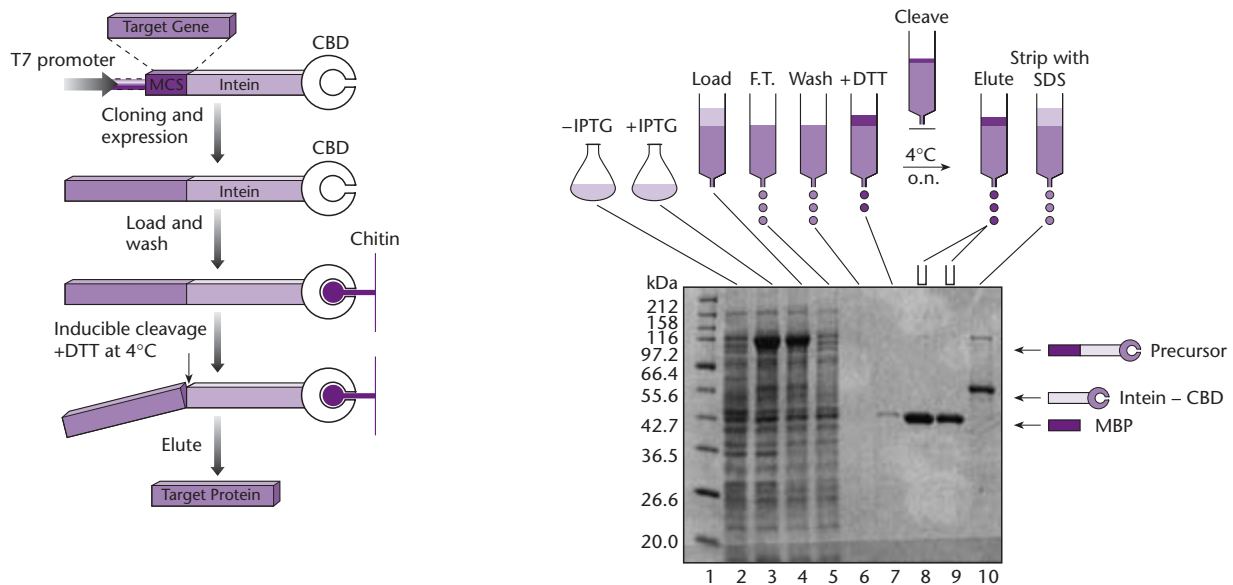 Target Gene
CBD
T7 promoter
MCS
Intein
Cloning and
expression
CBD
Intein
Load and
wash
Chitin
Inducible cleavage
+DTT at 4°C
Elute
Target Protein
Cleave
Load
F.T.
Wash
+DTT
Elute
Strip with
SDS
–IPTG
+IPTG
4°C
o.n.
kDa
212
158
116
97.2
66.4
55.6
42.7
36.5
26.6
20.0
Precursor
Intein – CBD
MBP
1 2 3 4 5 6 7 8 9 10